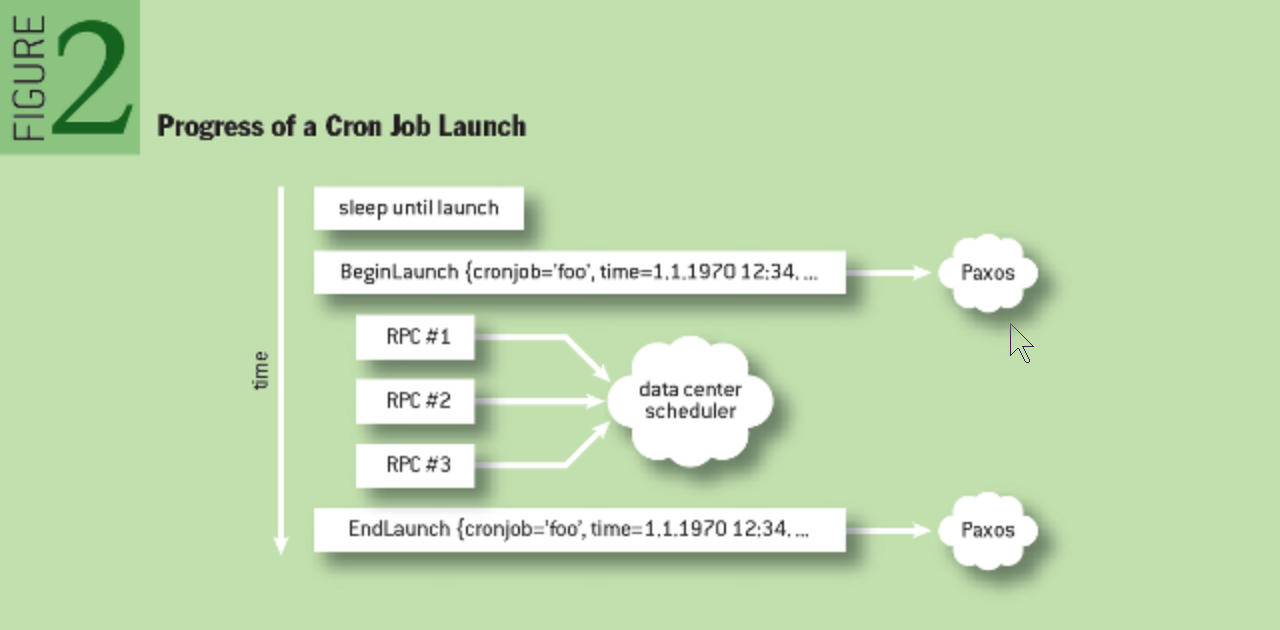 FIGURE 2
Progress of a Cron Job Launch
sleep until launch
BeginLaunch {cronjob='foo', time=1.1.1970 12:34, ...
Paxos
RPC #1
RPC #2
data center
scheduler
RPC #3
time
EndLaunch {cronjob='foo', time=1.1.1970 12:34, ...
Paxos